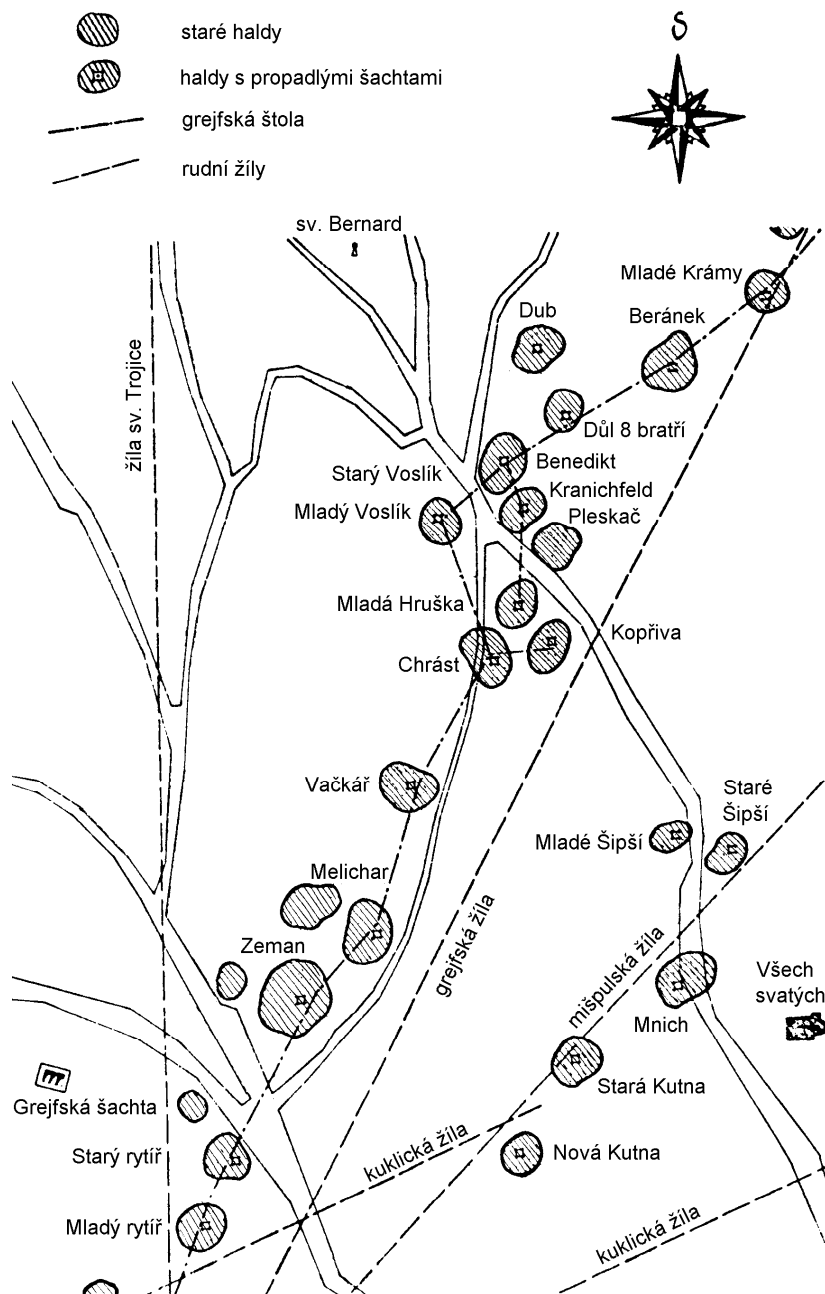 staré haldy
haldy s propadlými šachtami
grejfská štola
rudní žíly
S
sv. Bernard
Mladé Krámy
Dub
Beránek
žíla sv. Trojice
Důl 8 bratří
Benedikt
Starý Voslík
Kranichfeld
Mladý Voslík
Pleskač
Mladá Hruška
Kopřiva
Chrást
Vačkář
Staré
Šipší
Mladé Šipší
Melichar
Zeman
grejfská žíla
mišpulská žíla
Všech
svatých
Mnich
Stará Kutna
Grejfská šachta
Starý rytíř
kuklická žíla
Nová Kutna
Mladý rytíř
kuklická žíla